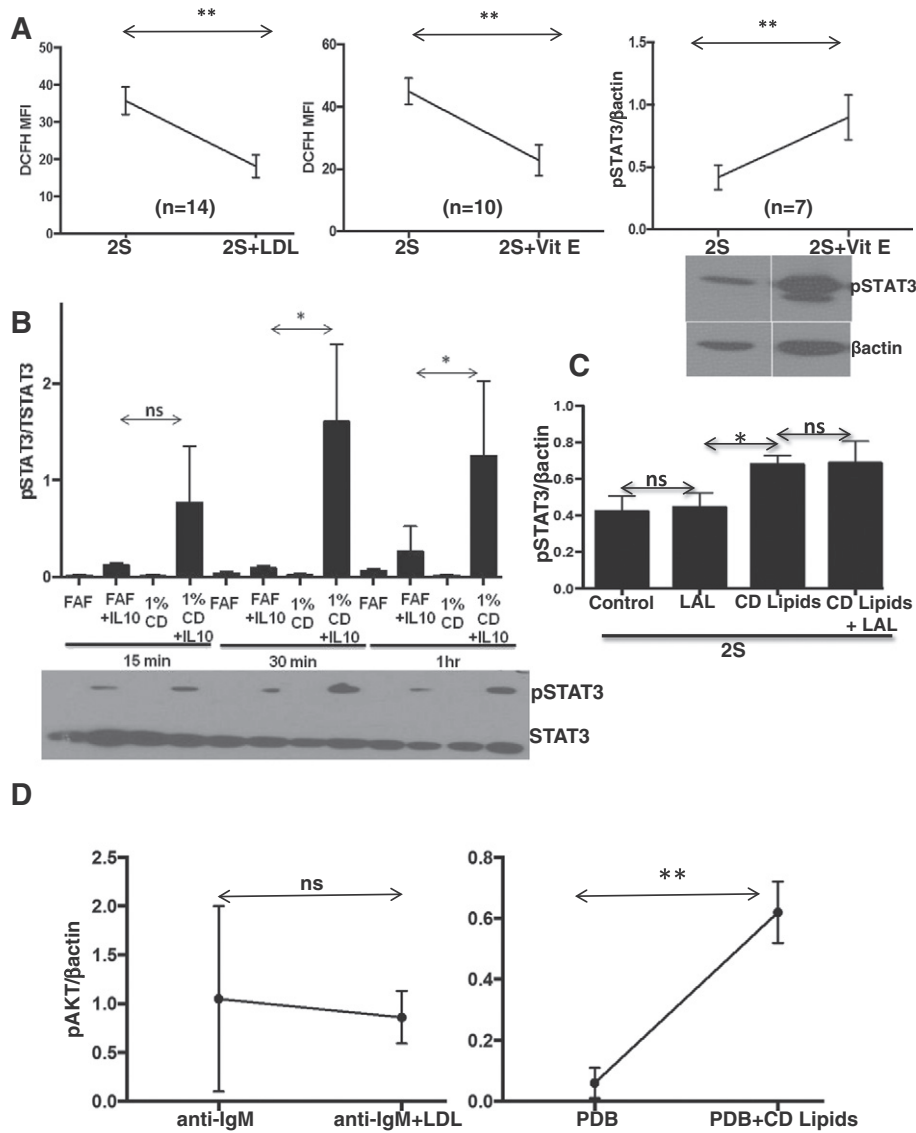 A
**
50
40
30
20
10
0
DCFH MFI
(n=14)
2S
2S+LDL
**
60
40
20
0
DCFH MFI
(n=10)
2S
2S+Vit E
**
1.5
1.0
0.5
0.0
pSTAT3/βactin
(n=7)
2S
2S+Vit E
pSTAT3
βactin
B
pSTAT3/TSTAT3
2
1
0
ns
*
*
FAF
FAF +IL10
1% CD
1% CD +IL10
FAF
FAF +IL10
1% CD
1% CD +IL10
FAF
FAF +IL10
1% CD
1% CD +IL10
15 min
30 min
1hr
pSTAT3
STAT3
C
pSTAT3/βactin
1.0
0.8
0.6
0.4
0.2
0.0
ns
*
ns
Control
LAL
CD Lipids
CD Lipids + LAL
2S
D
pAKT/βactin
2.5
2.0
1.5
1.0
0.5
0.0
ns
anti-IgM
anti-IgM+LDL
0.8
0.6
0.4
0.2
0.0
**
PDB
PDB+CD Lipids